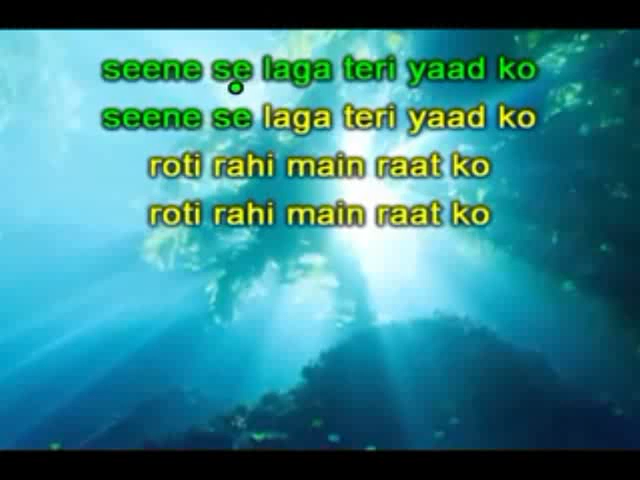 seene se laga teri yaad ko
seene se laga teri yaad ko
roti rahi main raat ko
roti rahi main raat ko